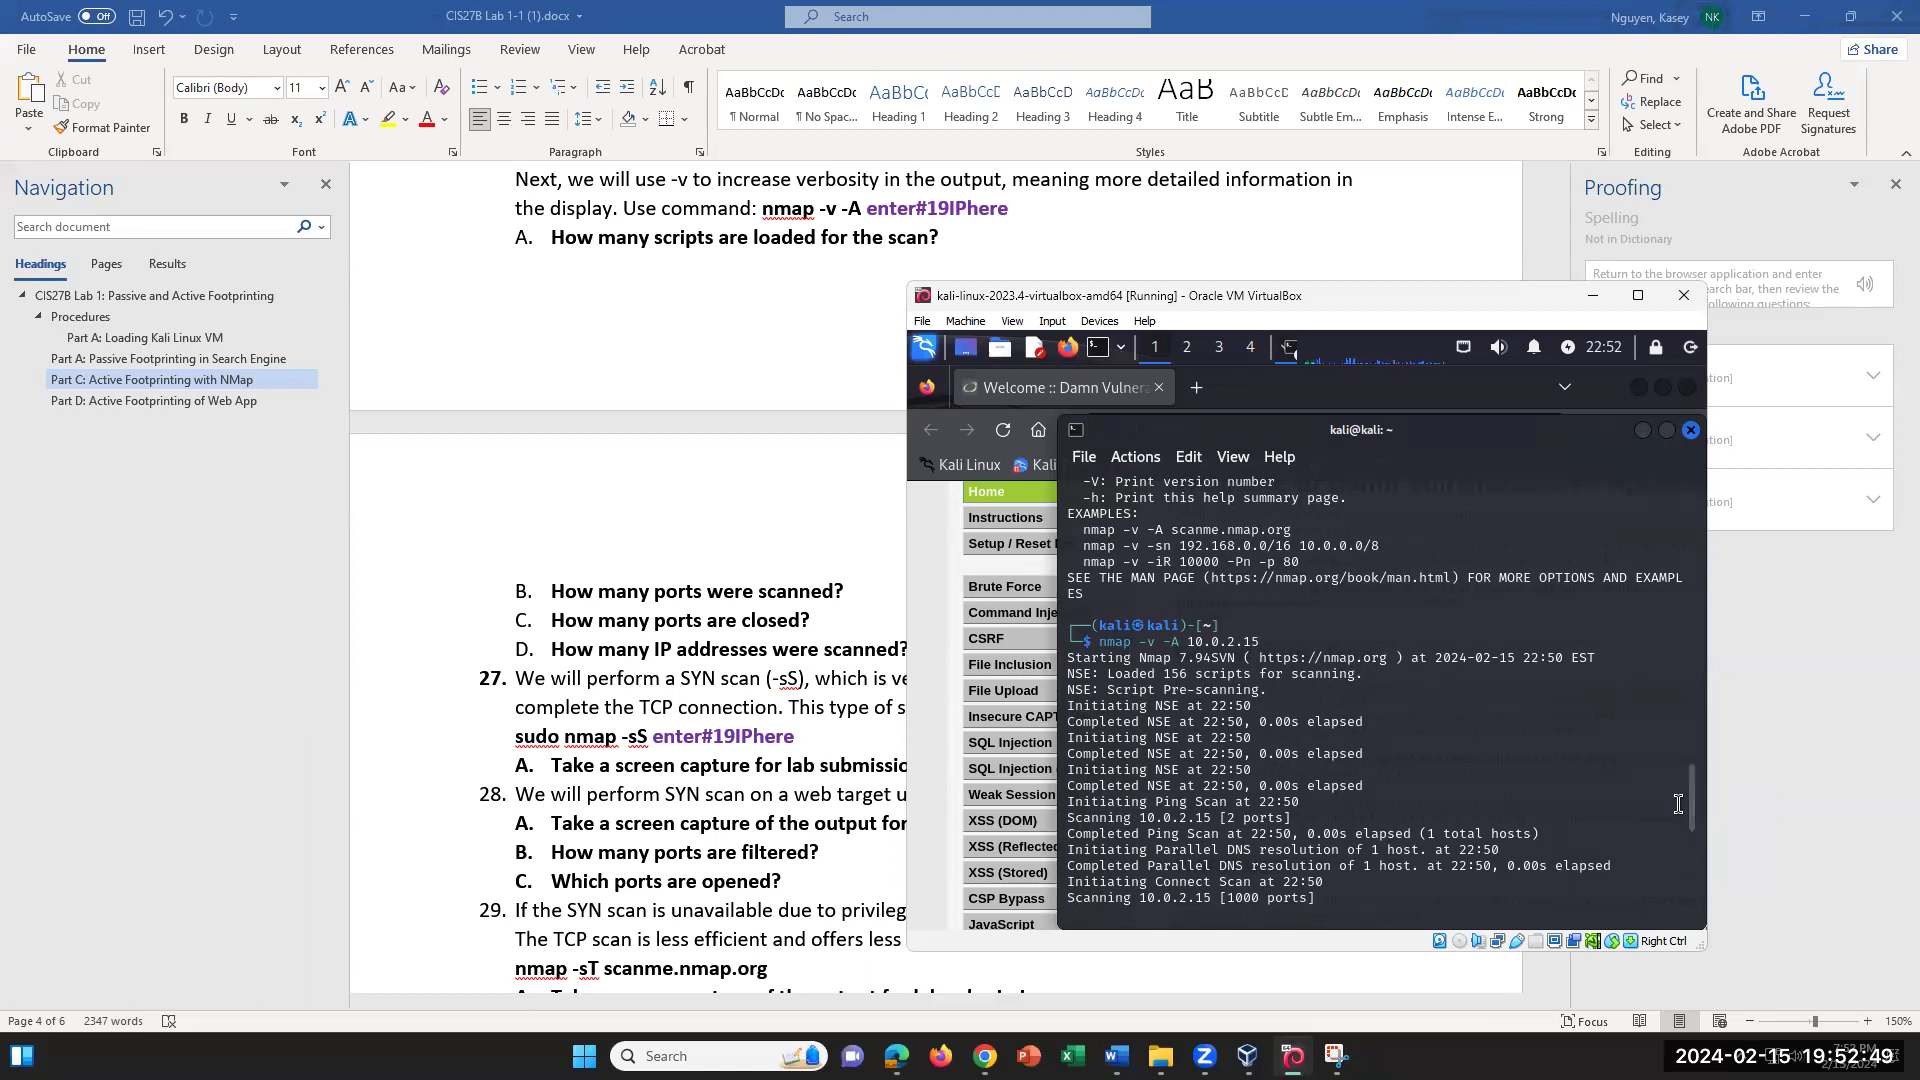 AutoSave Off
CIS27B Lab 1-1 (1).docx
Search
Nguyen, Kasey NK
File Home Insert Design Layout References Mailings Review View Help Acrobat
Share
Paste
Cut
Copy
Format Painter
Calibri (Body) 11
AaBbCcDc AaBbCcDc AaBbCc AaBbCcD AaBbCcDc AaBbCcDc AaB AaBbCcD AaBbCcDc AaBbCcDc AaBbCcDc AaBbCcDc
¶ Normal ¶ No Spac... Heading 1 Heading 2 Heading 3 Heading 4 Title Subtitle Subtle Em... Emphasis Intense E... Strong
Find
Replace
Select
Create and Share Adobe PDF
Request Signatures
Clipboard Font Paragraph Styles Editing Adobe Acrobat
Navigation
Search document
Headings Pages Results
CIS27B Lab 1: Passive and Active Footprinting
Procedures
Part A: Loading Kali Linux VM
Part A: Passive Footprinting in Search Engine
Part C: Active Footprinting with NMap
Part D: Active Footprinting of Web App
Next, we will use -v to increase verbosity in the output, meaning more detailed information in
the display. Use command: nmap -v -A enter#19IPhere
A. How many scripts are loaded for the scan?
B. How many ports were scanned?
C. How many ports are closed?
D. How many IP addresses were scanned?
27. We will perform a SYN scan (-sS), which is ve
complete the TCP connection. This type of s
sudo nmap -sS enter#19IPhere
A. Take a screen capture for lab submissio
28. We will perform SYN scan on a web target u
A. Take a screen capture of the output for
B. How many ports are filtered?
C. Which ports are opened?
29. If the SYN scan is unavailable due to privileg
The TCP scan is less efficient and offers less
nmap -sT scanme.nmap.org
Proofing
Spelling
Not in Dictionary
Return to the browser application and enter
earch bar, then review the
ollowing questions:
ion]
ion]
ion]
kali-linux-2023.4-virtualbox-amd64 [Running] - Oracle VM VirtualBox
File Machine View Input Devices Help
1 2 3 4
22:52
Welcome :: Damn Vulnera
Kali Linux Kali
Home
Instructions
Setup / Reset
Brute Force
Command Inje
CSRF
File Inclusion
File Upload
Insecure CAPT
SQL Injection
SQL Injection
Weak Session
XSS (DOM)
XSS (Reflected
XSS (Stored)
CSP Bypass
JavaScript
kali@kali: ~
File Actions Edit View Help
-V: Print version number
-h: Print this help summary page.
EXAMPLES:
nmap -v -A scanme.nmap.org
nmap -v -sn 192.168.0.0/16 10.0.0.0/8
nmap -v -iR 10000 -Pn -p 80
SEE THE MAN PAGE (https://nmap.org/book/man.html) FOR MORE OPTIONS AND EXAMPL
ES
┌──(kali㉿kali)-[~]
└─$ nmap -v -A 10.0.2.15
Starting Nmap 7.94SVN ( https://nmap.org ) at 2024-02-15 22:50 EST
NSE: Loaded 156 scripts for scanning.
NSE: Script Pre-scanning.
Initiating NSE at 22:50
Completed NSE at 22:50, 0.00s elapsed
Initiating NSE at 22:50
Completed NSE at 22:50, 0.00s elapsed
Initiating NSE at 22:50
Completed NSE at 22:50, 0.00s elapsed
Initiating Ping Scan at 22:50
Scanning 10.0.2.15 [2 ports]
Completed Ping Scan at 22:50, 0.00s elapsed (1 total hosts)
Initiating Parallel DNS resolution of 1 host. at 22:50
Completed Parallel DNS resolution of 1 host. at 22:50, 0.00s elapsed
Initiating Connect Scan at 22:50
Scanning 10.0.2.15 [1000 ports]
Right Ctrl
Page 4 of 6 2347 words
Focus
150%
Search
2024-02-15 19:52:49